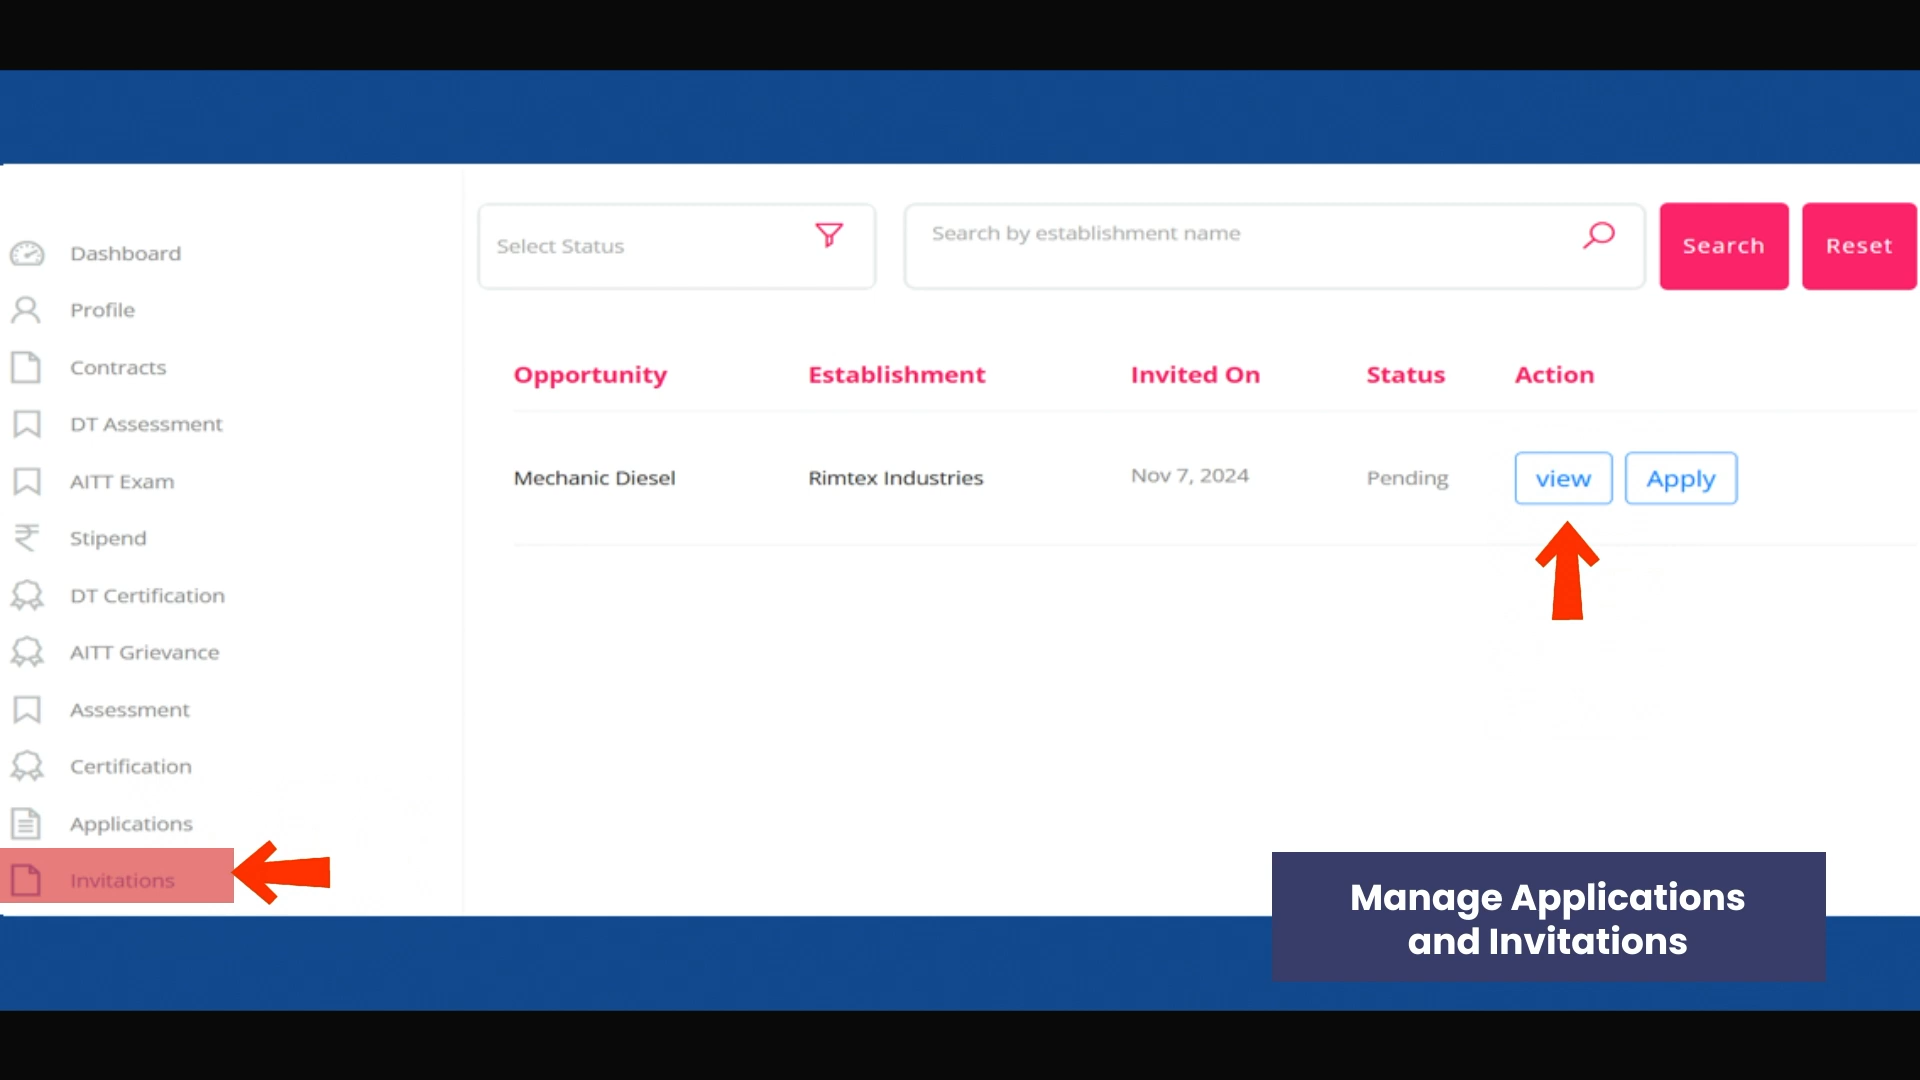 Dashboard
Profile
Contracts
DT Assessment
AITT Exam
Stipend
DT Certification
AITT Grievance
Assessment
Certification
Applications
Invitations
Select Status
Search by establishment name
Search
Reset
Opportunity Establishment Invited On Status Action
Mechanic Diesel Rimtex Industries Nov 7, 2024 Pending view Apply
Manage Applications
and Invitations